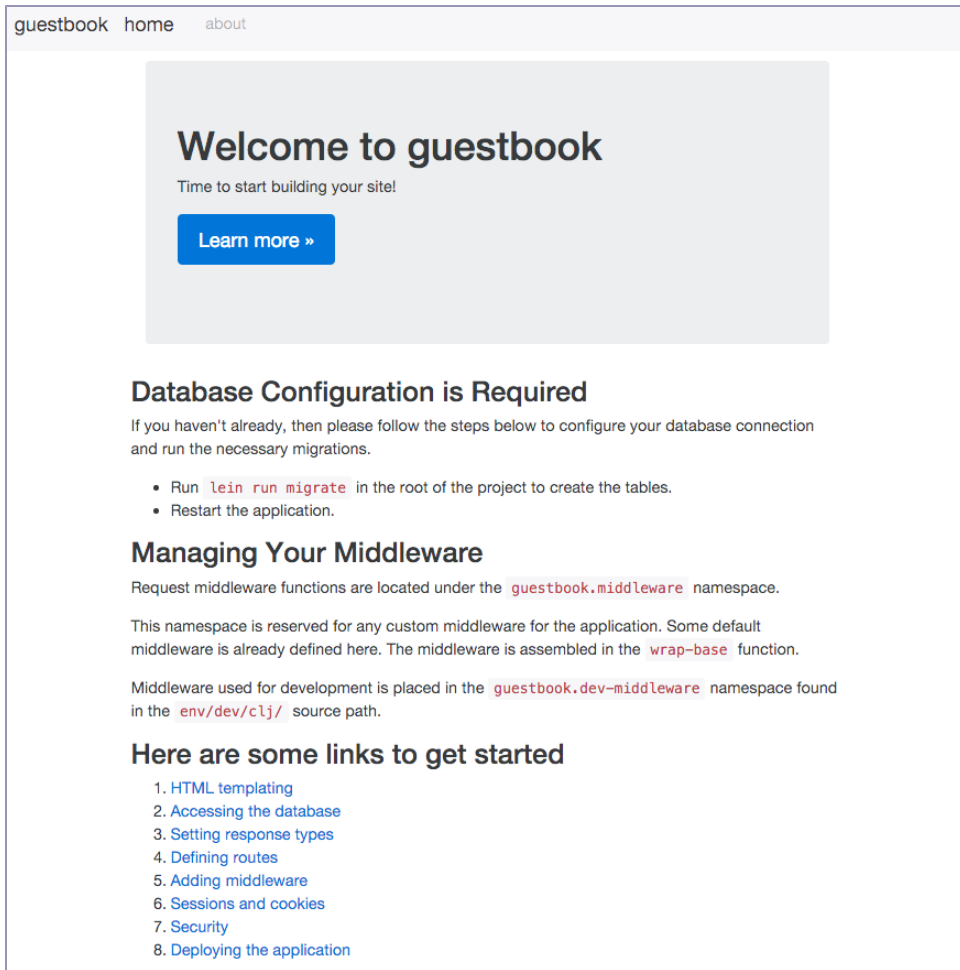 guestbook home about
Welcome to guestbook
Time to start building your site!
Learn more »
Database Configuration is Required
If you haven't already, then please follow the steps below to configure your database connection
and run the necessary migrations.
• Run lein run migrate in the root of the project to create the tables.
• Restart the application.
Managing Your Middleware
Request middleware functions are located under the guestbook.middleware namespace.
This namespace is reserved for any custom middleware for the application. Some default
middleware is already defined here. The middleware is assembled in the wrap-base function.
Middleware used for development is placed in the guestbook.dev-middleware namespace found
in the env/dev/clj/ source path.
Here are some links to get started
1. HTML templating
2. Accessing the database
3. Setting response types
4. Defining routes
5. Adding middleware
6. Sessions and cookies
7. Security
8. Deploying the application